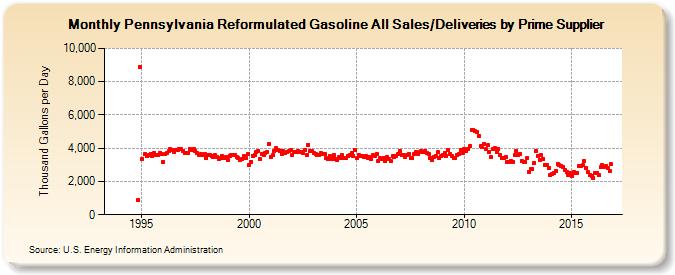 Monthly Pennsylvania Reformulated Gasoline All Sales/Deliveries by Prime Supplier
Thousand Gallons per Day
10,000
8,000
6,000
4,000
2,000
0
1995 2000 2005 2010 2015
Source: U.S. Energy Information Administration